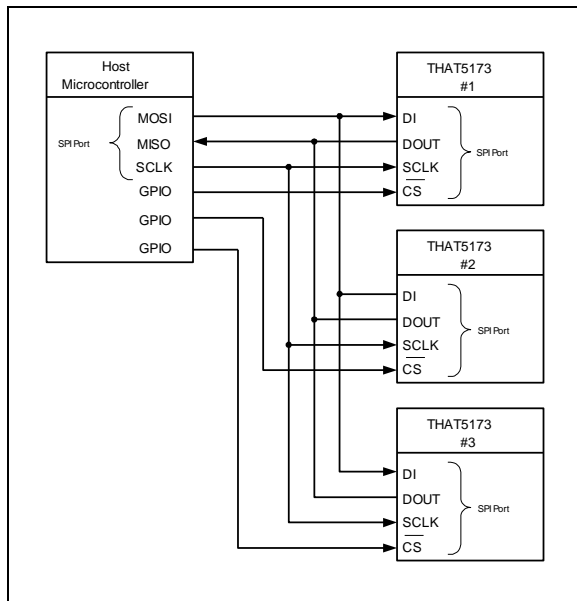 Host
Microcontroller
SPI Port
MOSI
MISO
SCLK
GPIO
GPIO
GPIO
THAT5173
#1
DI
DOUT
SCLK
CS
SPI Port
THAT5173
#2
DI
DOUT
SCLK
CS
SPI Port
THAT5173
#3
DI
DOUT
SCLK
CS
SPI Port